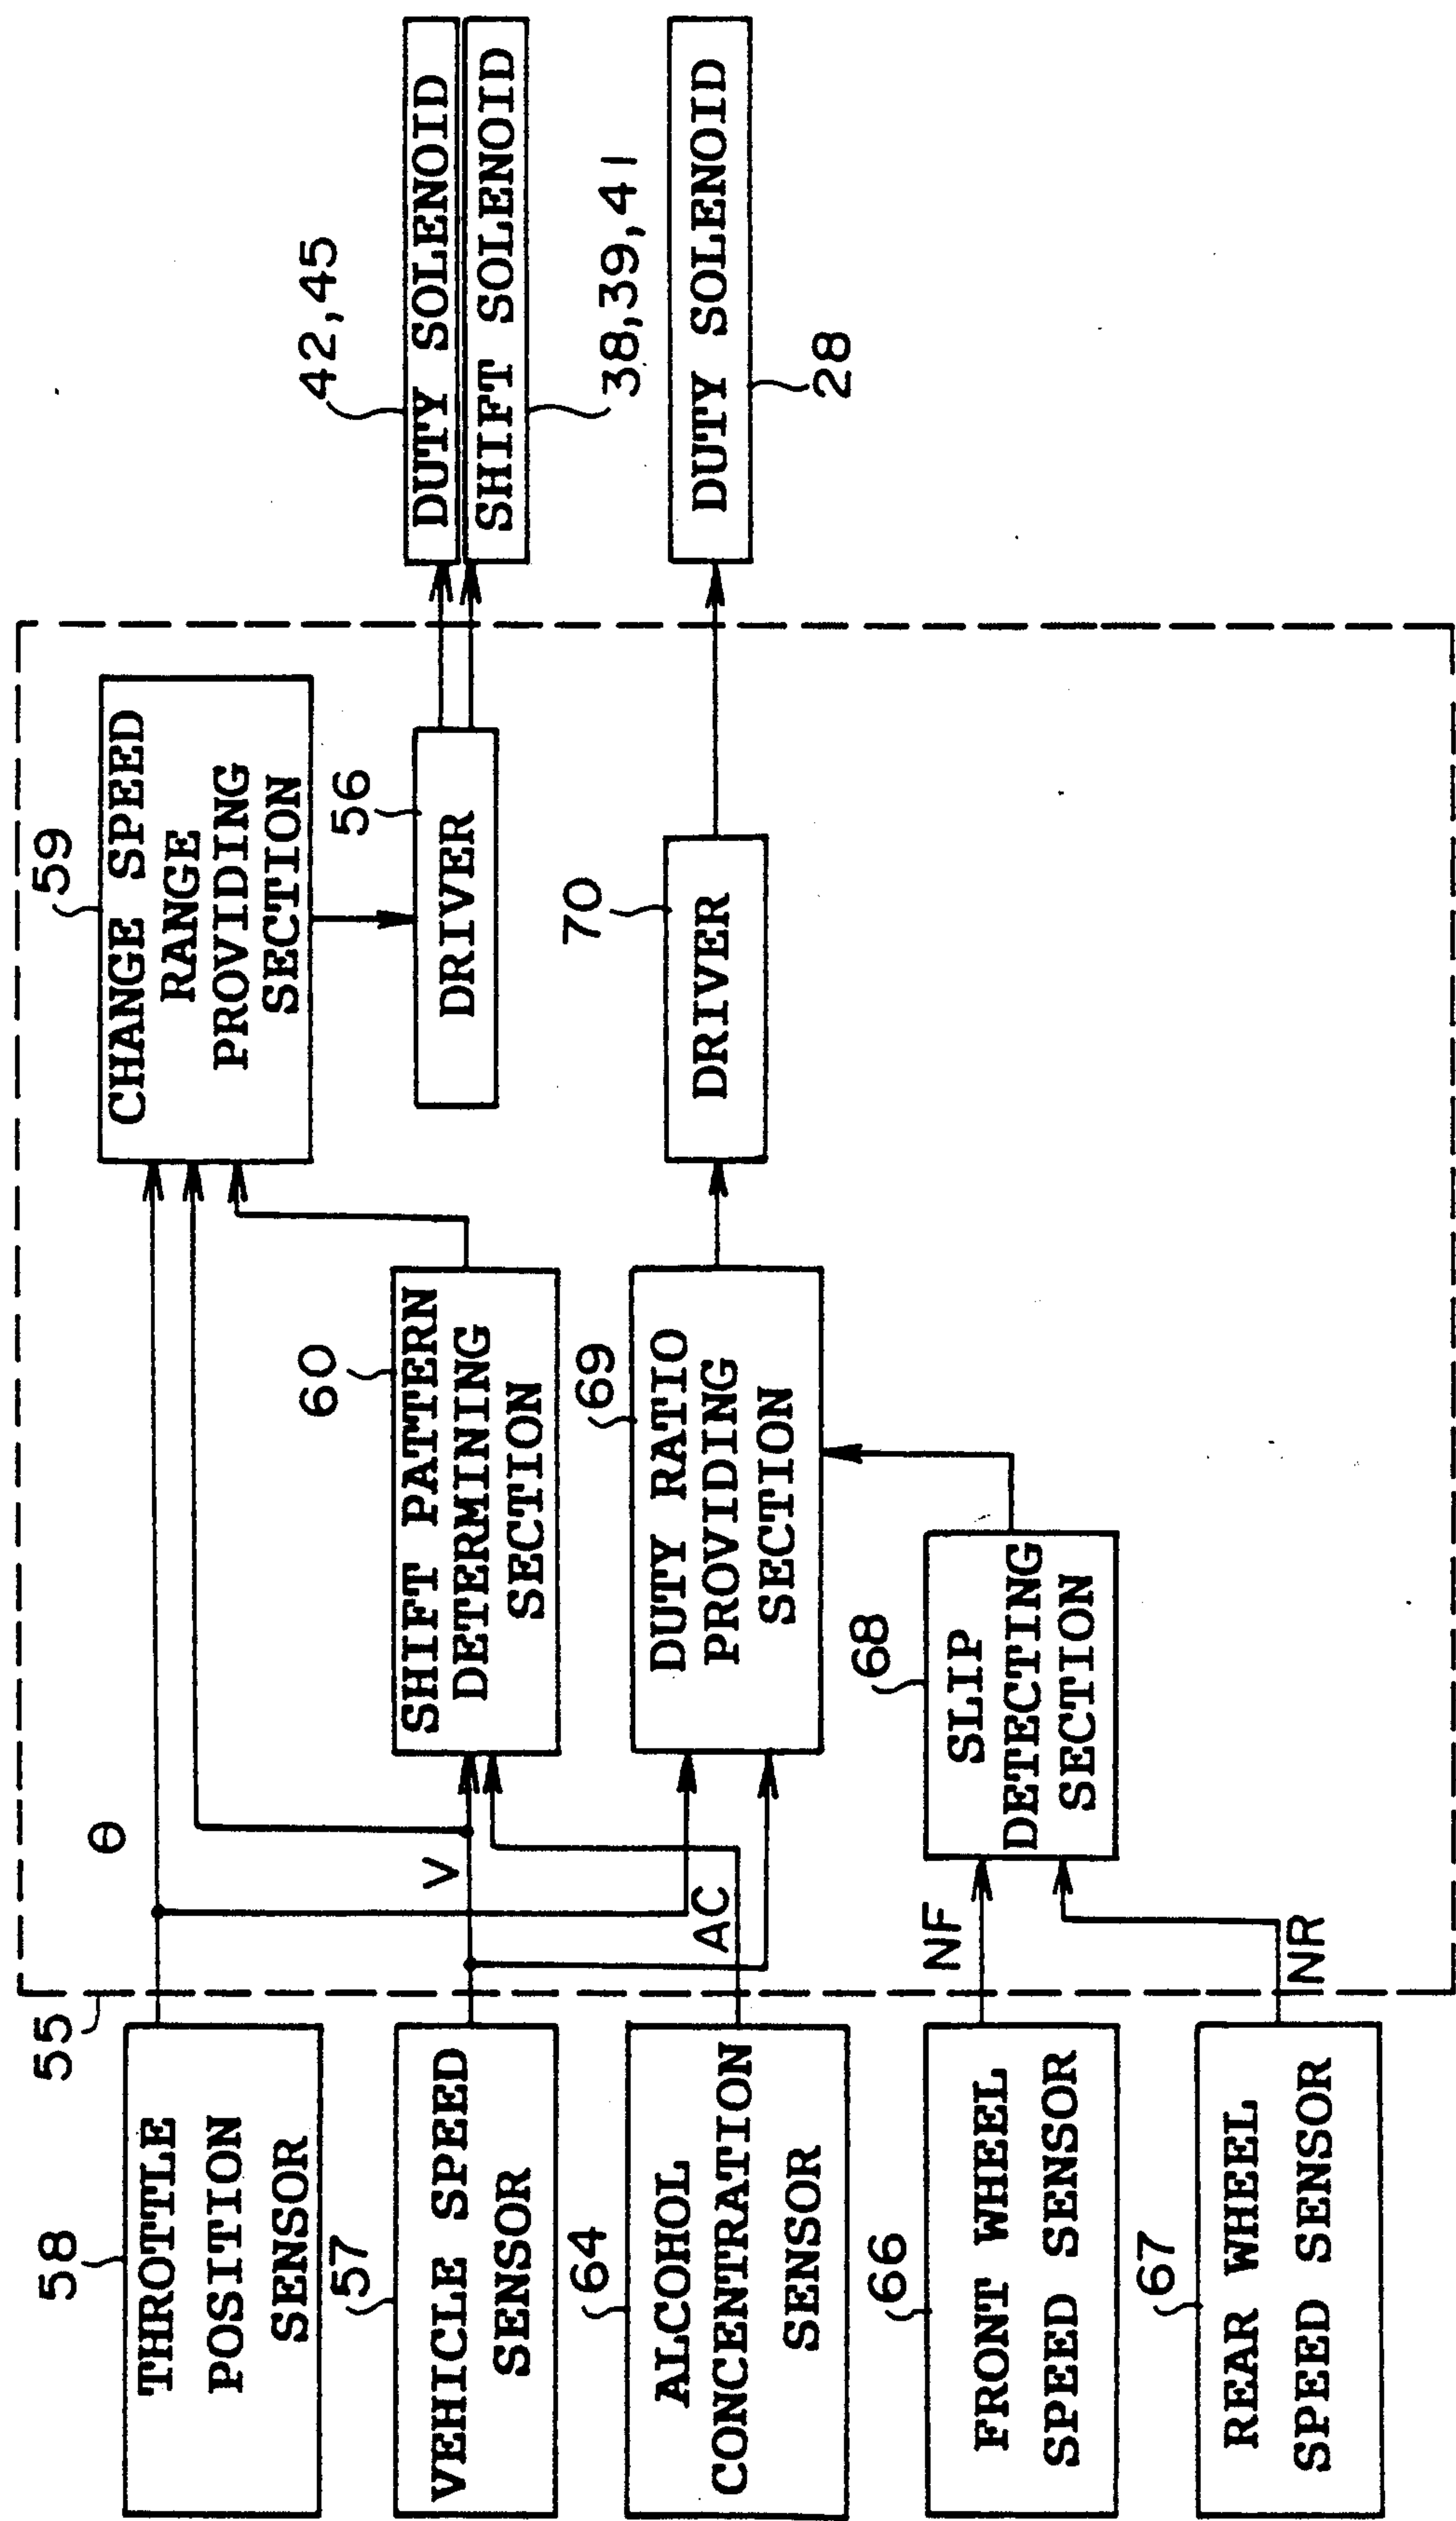 58
THROTTLE
POSITION
SENSOR
55
θ
57
VEHICLE SPEED
SENSOR
V
64
ALCOHOL
CONCENTRATION
SENSOR
AC
66
FRONT WHEEL
SPEED SENSOR
NF
67
REAR WHEEL
SPEED SENSOR
NR
60
SHIFT PATTERN
DETERMINING
SECTION
69
DUTY RATIO
PROVIDING
SECTION
68
SLIP
DETECTING
SECTION
59
CHANGE SPEED
RANGE
PROVIDING
SECTION
56
DRIVER
70
DRIVER
42,45
DUTY SOLENOID
SHIFT SOLENOID
38,39,41
DUTY SOLENOID
28